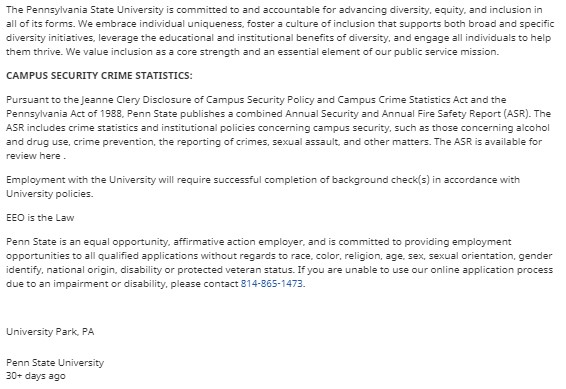 The Pennsylvania State University is committed to and accountable for advancing diversity, equity, and inclusion in
all of its forms. We embrace individual uniqueness, foster a culture of inclusion that supports both broad and specific
diversity initiatives, leverage the educational and institutional benefits of diversity, and engage all individuals to help
them thrive. We value inclusion as a core strength and an essential element of our public service mission.
CAMPUS SECURITY CRIME STATISTICS:
Pursuant to the Jeanne Clery Disclosure of Campus Security Policy and Campus Crime Statistics Act and the
Pennsylvania Act of 1988, Penn State publishes a combined Annual Security and Annual Fire Safety Report (ASR). The
ASR includes crime statistics and institutional policies concerning campus security, such as those concerning alcohol
and drug use, crime prevention, the reporting of crimes, sexual assault, and other matters. The ASR is available for
review here .
Employment with the University will require successful completion of background check(s) in accordance with
University policies.
EEO is the Law
Penn State is an equal opportunity, affirmative action employer, and is committed to providing employment
opportunities to all qualified applications without regards to race, color, religion, age, sex, sexual orientation, gender
identify, national origin, disability or protected veteran status. If you are unable to use our online application process
due to an impairment or disability, please contact 814-865-1473.
University Park, PA
Penn State University
30+ days ago